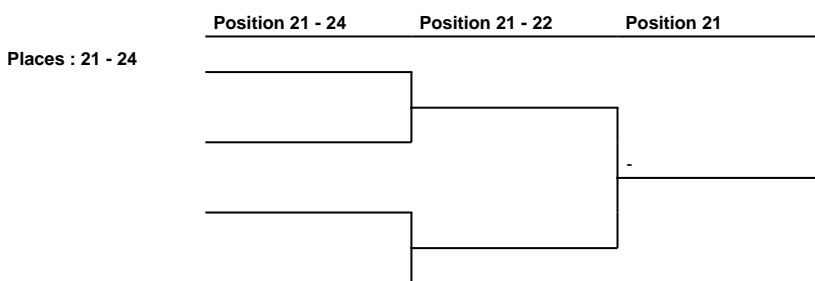 Position 21 - 24 Position 21 - 22 Position 21
Places : 21 - 24
-